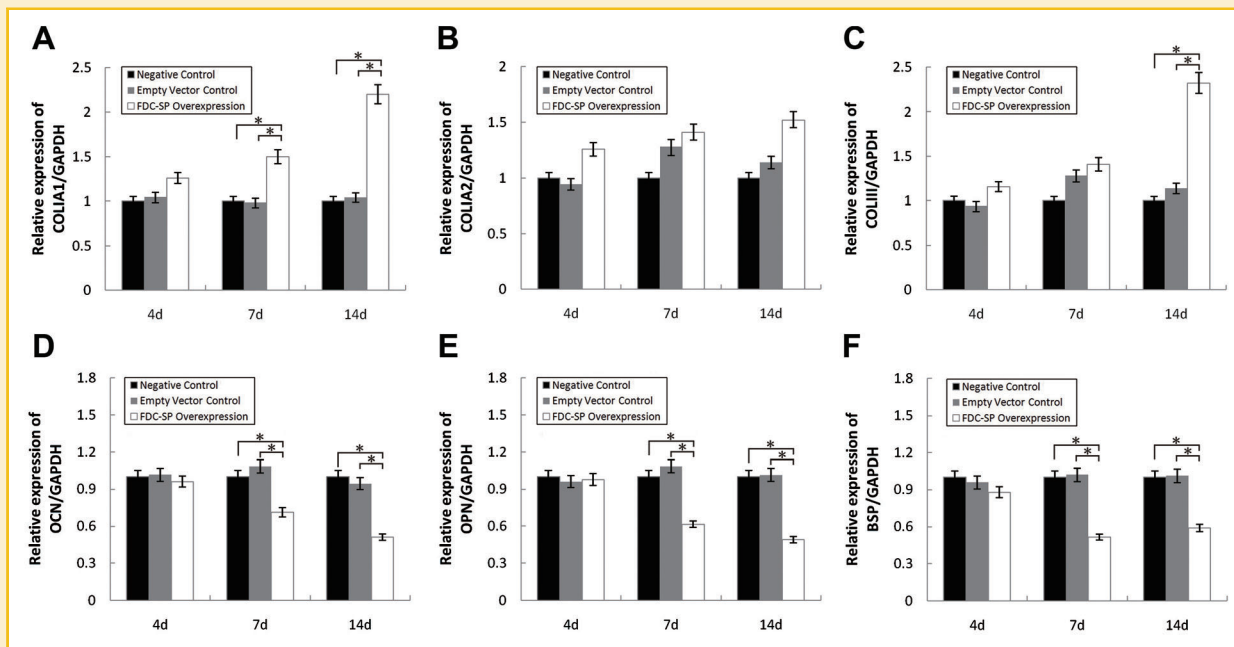 A
Relative expression of
COLIA1/GAPDH
2.5
2
1.5
1
0.5
0
Negative Control
Empty Vector Control
FDC-SP Overexpression
*
*
*
*
4d
7d
14d
B
Relative expression of
COLIA2/GAPDH
2
1.5
1
0.5
0
Negative Control
Empty Vector Control
FDC-SP Overexpression
4d
7d
14d
C
Relative expression of
COLIII/GAPDH
2.5
2
1.5
1
0.5
0
Negative Control
Empty Vector Control
FDC-SP Overexpression
*
*
4d
7d
14d
D
Relative expression of
OCN/GAPDH
1.8
1.5
1.2
0.9
0.6
0.3
0
Negative Control
Empty Vector Control
FDC-SP Overexpression
*
*
*
*
4d
7d
14d
E
Relative expression of
OPN/GAPDH
1.8
1.5
1.2
0.9
0.6
0.3
0
Negative Control
Empty Vector Control
FDC-SP Overexpression
*
*
*
*
4d
7d
14d
F
Relative expression of
BSP/GAPDH
1.8
1.5
1.2
0.9
0.6
0.3
0
Negative Control
Empty Vector Control
FDC-SP Overexpression
*
*
*
*
4d
7d
14d